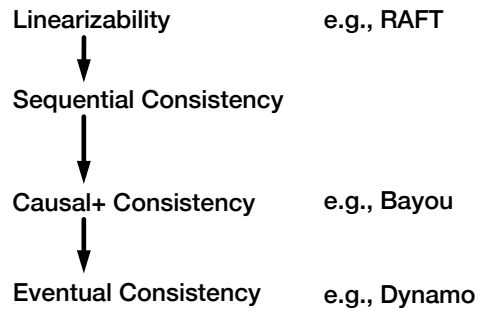 Linearizability e.g., RAFT
Sequential Consistency
Causal+ Consistency e.g., Bayou
Eventual Consistency e.g., Dynamo